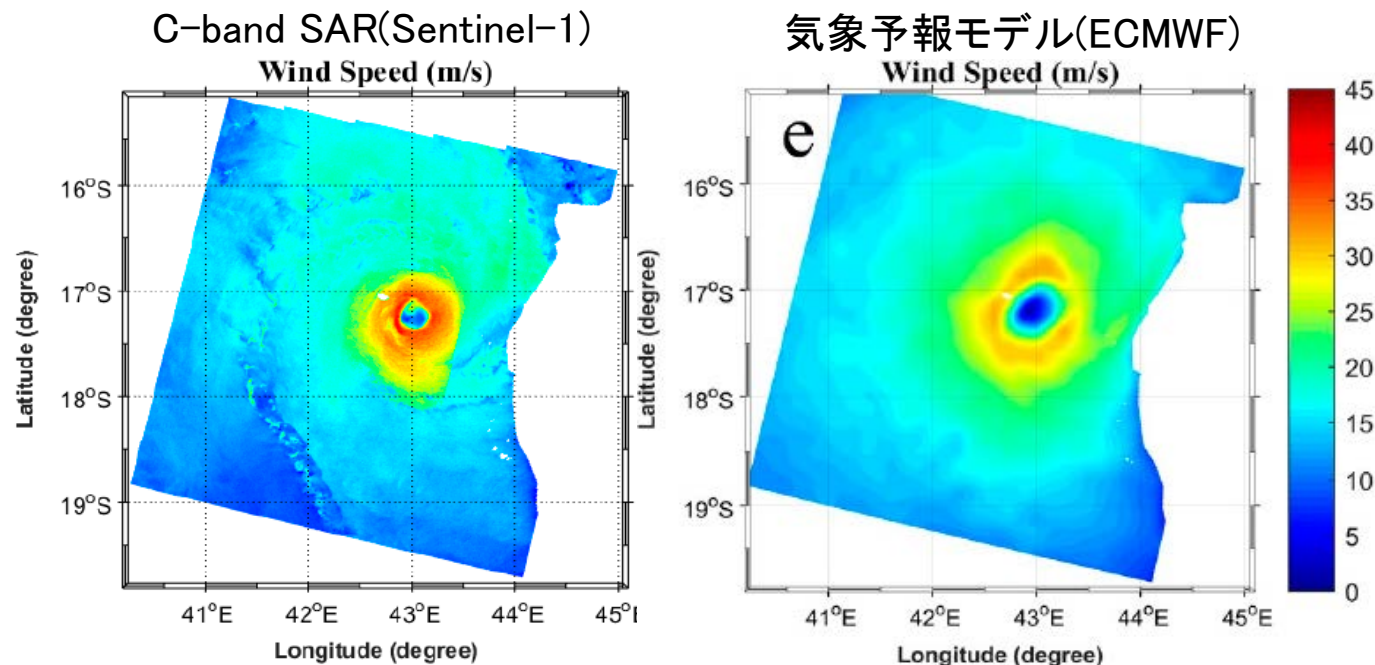 C-band SAR(Sentinel-1)
Wind Speed (m/s)
16°S
17°S
18°S
19°S
Latitude (degree)
41°E 42°E 43°E 44°E 45°E
Longitude (degree)
気象予報モデル(ECMWF)
Wind Speed (m/s)
e
16°S
17°S
18°S
19°S
Latitude (degree)
41°E 42°E 43°E 44°E 45°E
Longitude (degree)
45
40
35
30
25
20
15
10
5
0